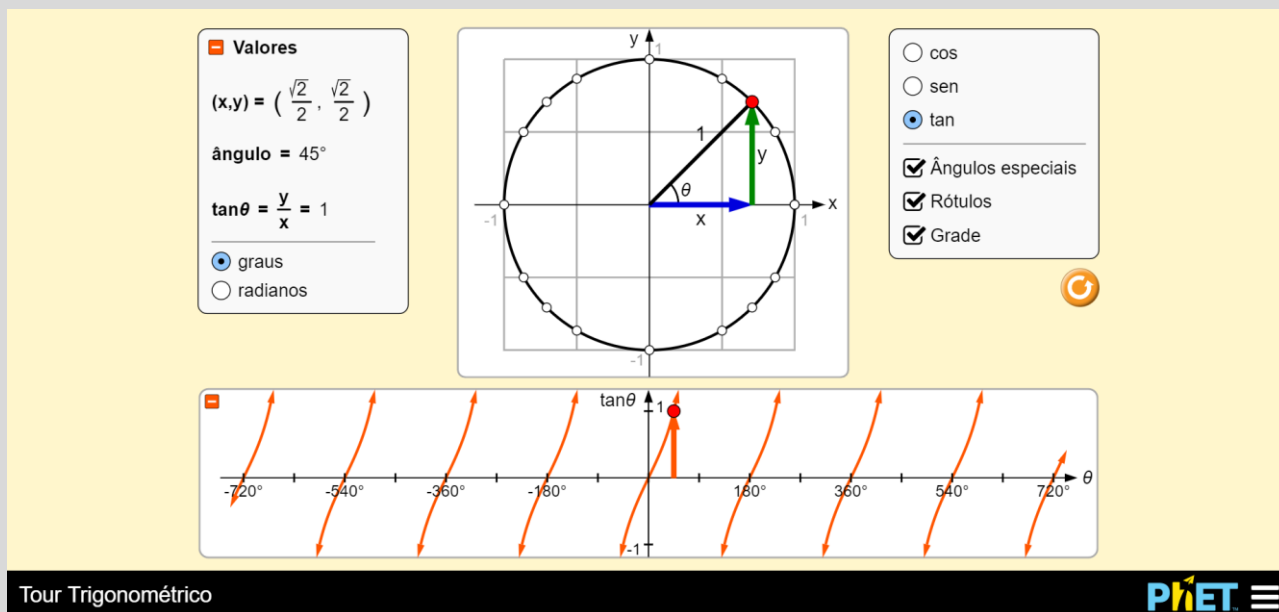 Valores
(x,y) = ( √2/2 , √2/2 )
ângulo = 45°
tanθ = y/x = 1
graus
radianos
y
1
1
y
θ
x
-1
x
1
-1
cos
sen
tan
Ângulos especiais
Rótulos
Grade
tanθ
1
-720° -540° -360° -180° 180° 360° 540° 720° θ
-1
Tour Trigonométrico
PhET